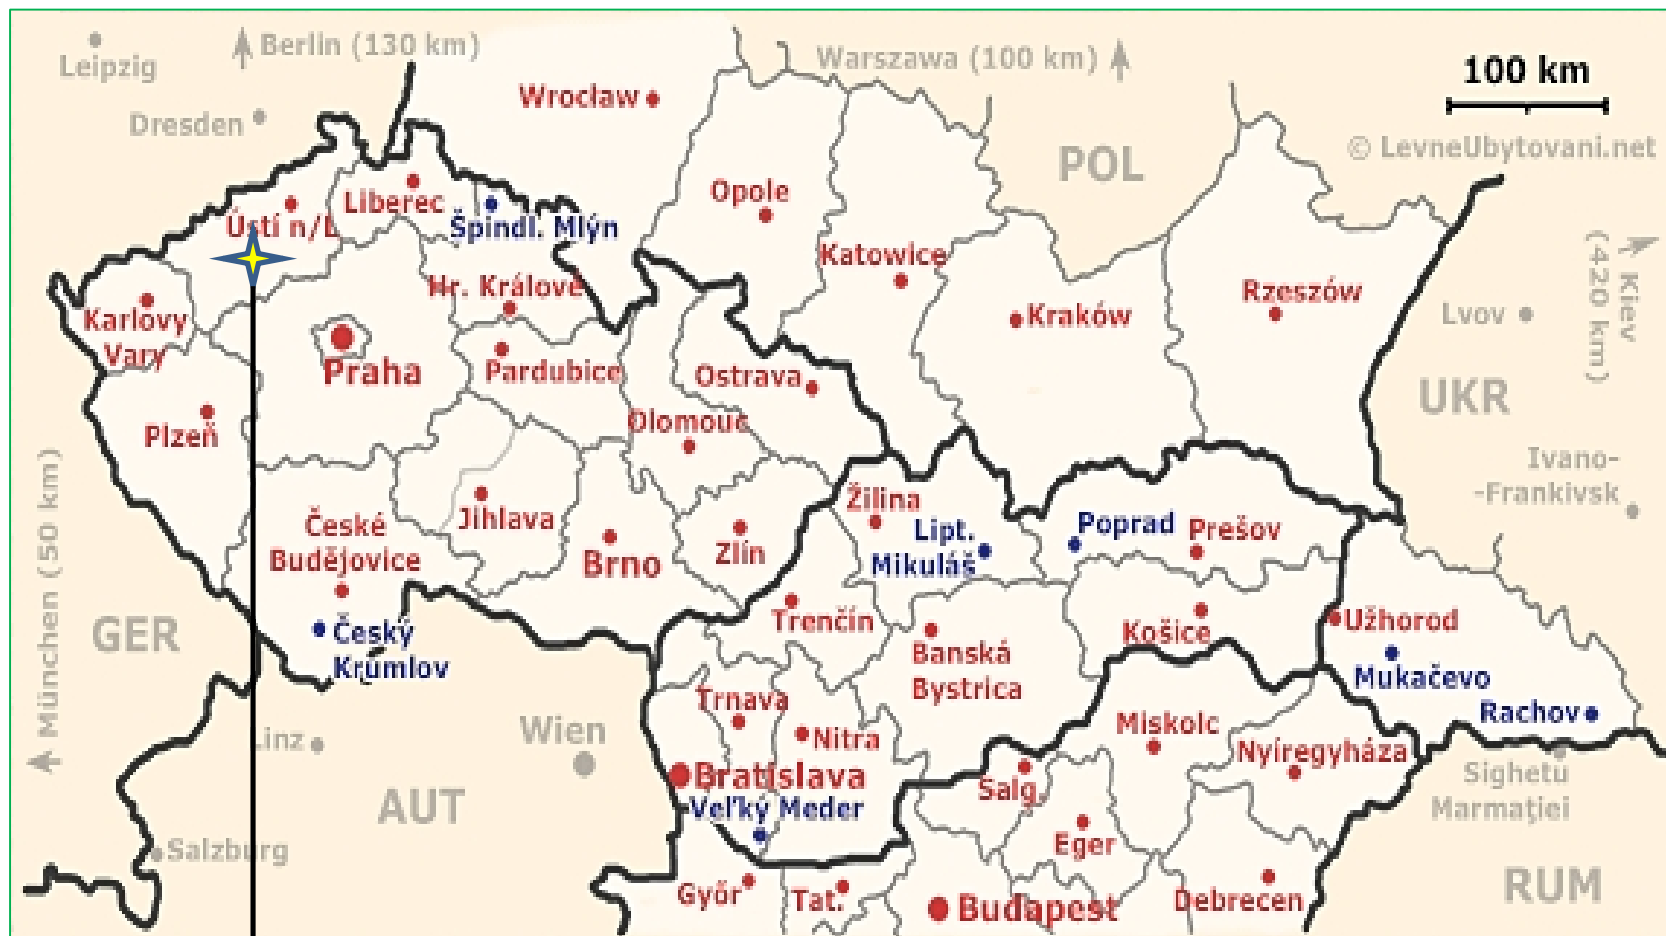 Leipzig
Berlin (130 km)
Warszawa (100 km)
100 km
Wrocław
Dresden
© LevneUbytovani.net
POL
Opole
Liberec
Ústí n/L
Špindl. Mlýn
Katowice
Hr. Králové
Kiev
(420 km)
Rzeszów
Karlovy
Vary
Kraków
Lvov
Praha
Pardubice
Ostrava
UKR
Plzeň
Olomouc
Ivano-
-Frankivsk
München (50 km)
České
Budějovice
Jihlava
Brno
Zlín
Žilina
Lipt.
Mikuláš
Poprad
Prešov
GER
Český
Krumlov
Trenčín
Banská
Bystrica
Košice
Užhorod
Mukačevo
Rachov
Trnava
Nitra
Miskolc
Nyíregyháza
Linz
Wien
Bratislava
Veľký Meder
Salg.
Sighetu
Marmaţiei
AUT
Eger
Salzburg
Győr
Tat.
Budapest
Debrecen
RUM